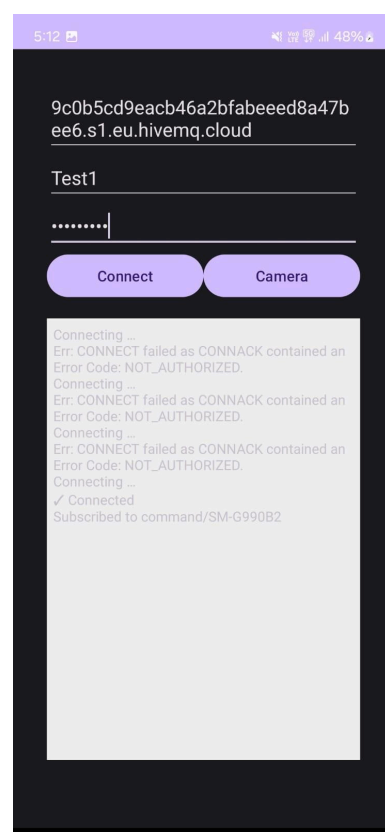 5:12
48%
9c0b5cd9eacb46a2bfabeeed8a47b
ee6.s1.eu.hivemq.cloud
Test1
•••••••••
Connect
Camera
Connecting ...
Err: CONNECT failed as CONNACK contained an
Error Code: NOT_AUTHORIZED.
Connecting ...
Err: CONNECT failed as CONNACK contained an
Error Code: NOT_AUTHORIZED.
Connecting ...
Err: CONNECT failed as CONNACK contained an
Error Code: NOT_AUTHORIZED.
Connecting ...
✓ Connected
Subscribed to command/SM-G990B2